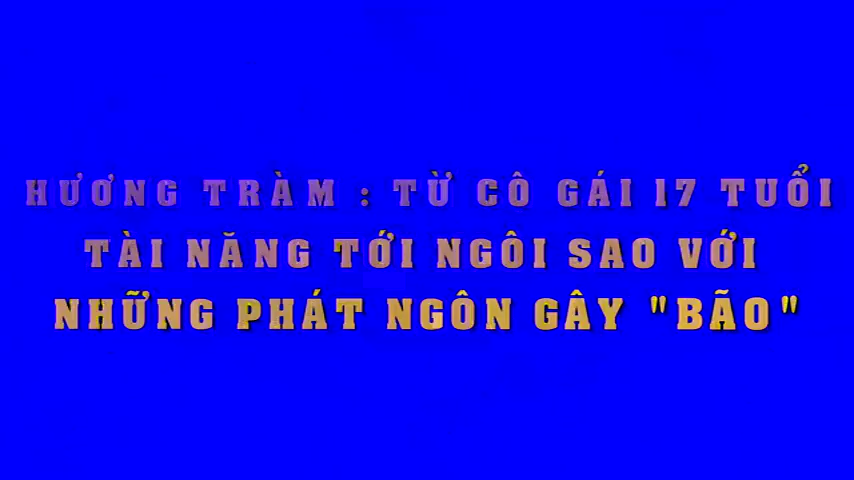 HƯƠNG TRÀM : TỪ CÔ GÁI 17 TUỔI
TÀI NĂNG TỚI NGÔI SAO VỚI
NHỮNG PHÁT NGÔN GÂY "BÃO"